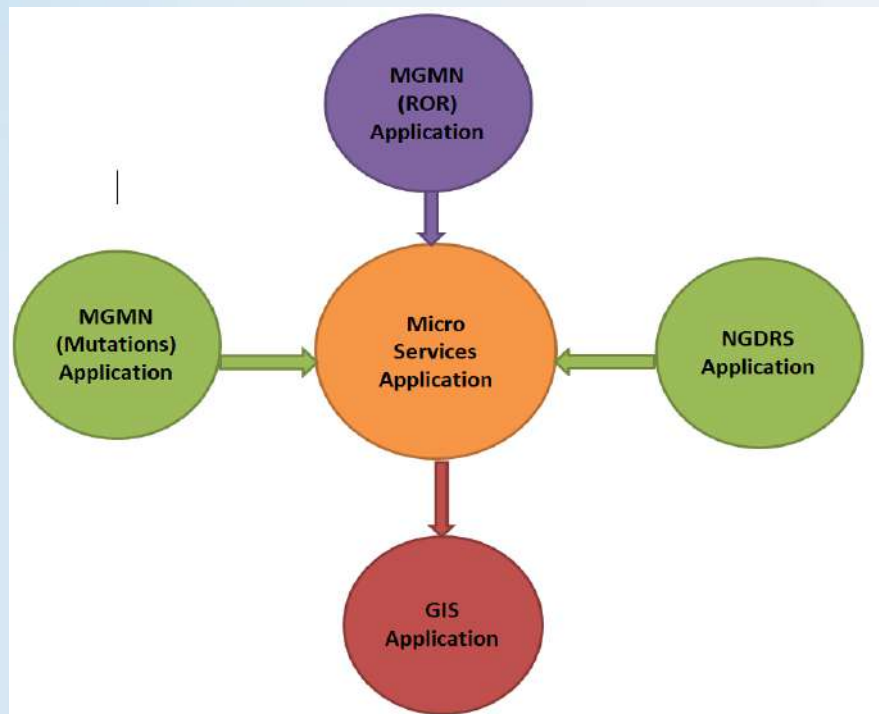 MGMN
(ROR)
Application
MGMN
(Mutations)
Application
Micro
Services
Application
NGDRS
Application
GIS
Application